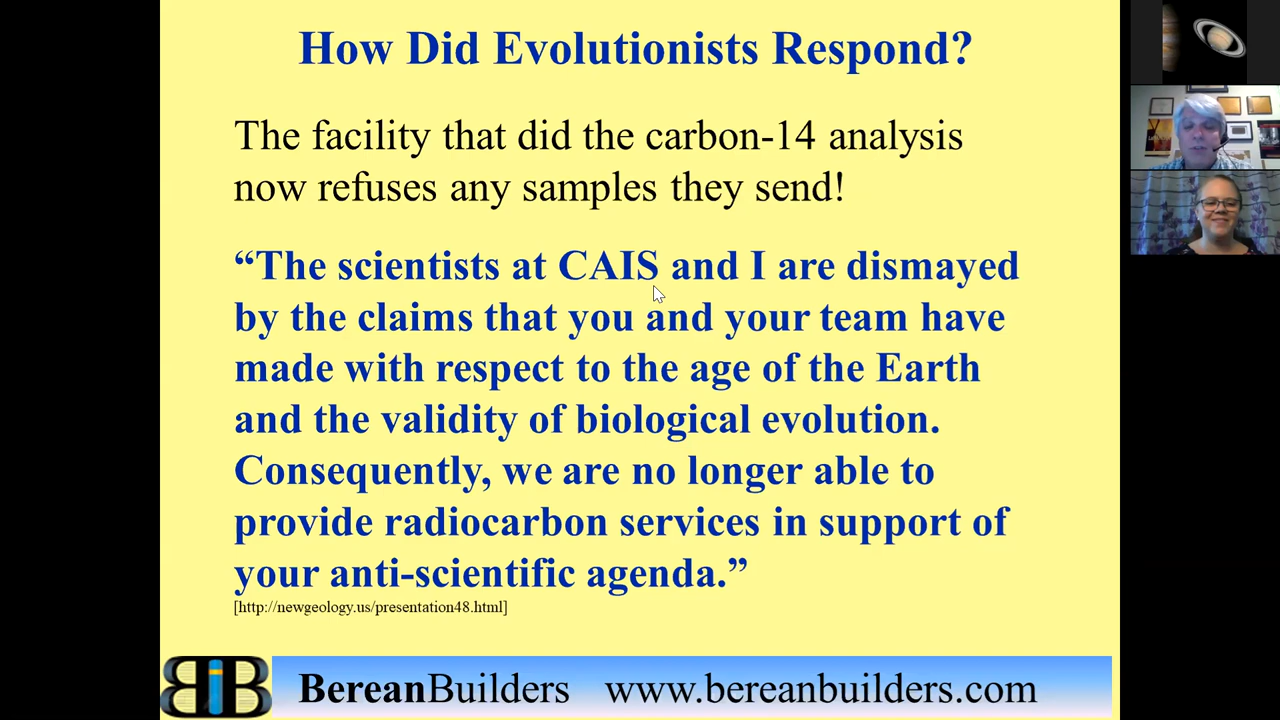 How Did Evolutionists Respond?
The facility that did the carbon-14 analysis
now refuses any samples they send!
“The scientists at CAIS and I are dismayed
by the claims that you and your team have
made with respect to the age of the Earth
and the validity of biological evolution.
Consequently, we are no longer able to
provide radiocarbon services in support of
your anti-scientific agenda.”
[http://newgeology.us/presentation48.html]
BiB BereanBuilders www.bereanbuilders.com